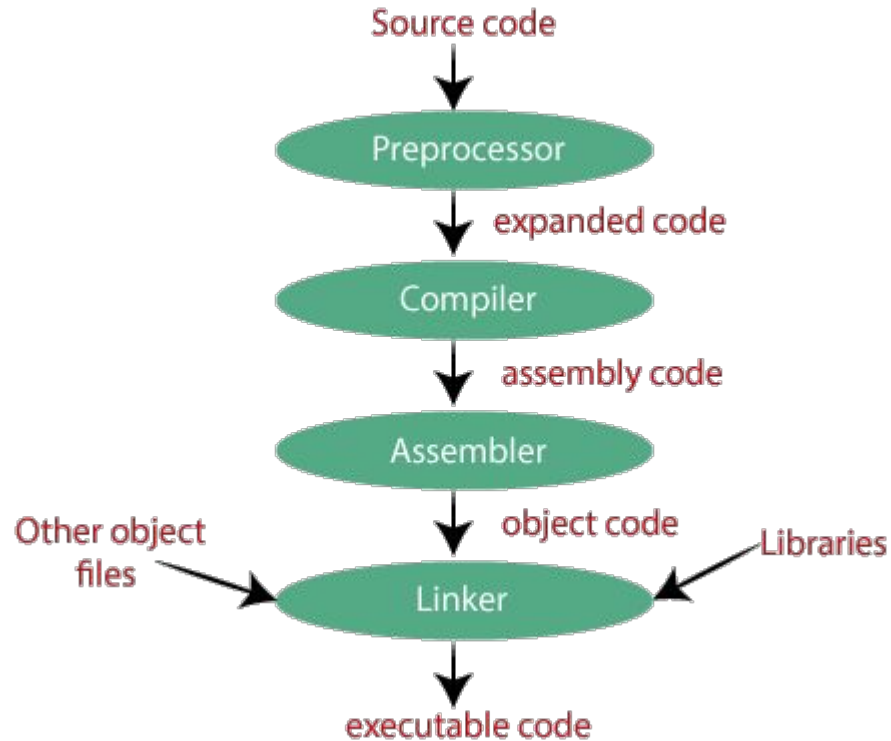 Source code
Preprocessor
expanded code
Compiler
assembly code
Assembler
object code
Other object
files
Libraries
Linker
executable code